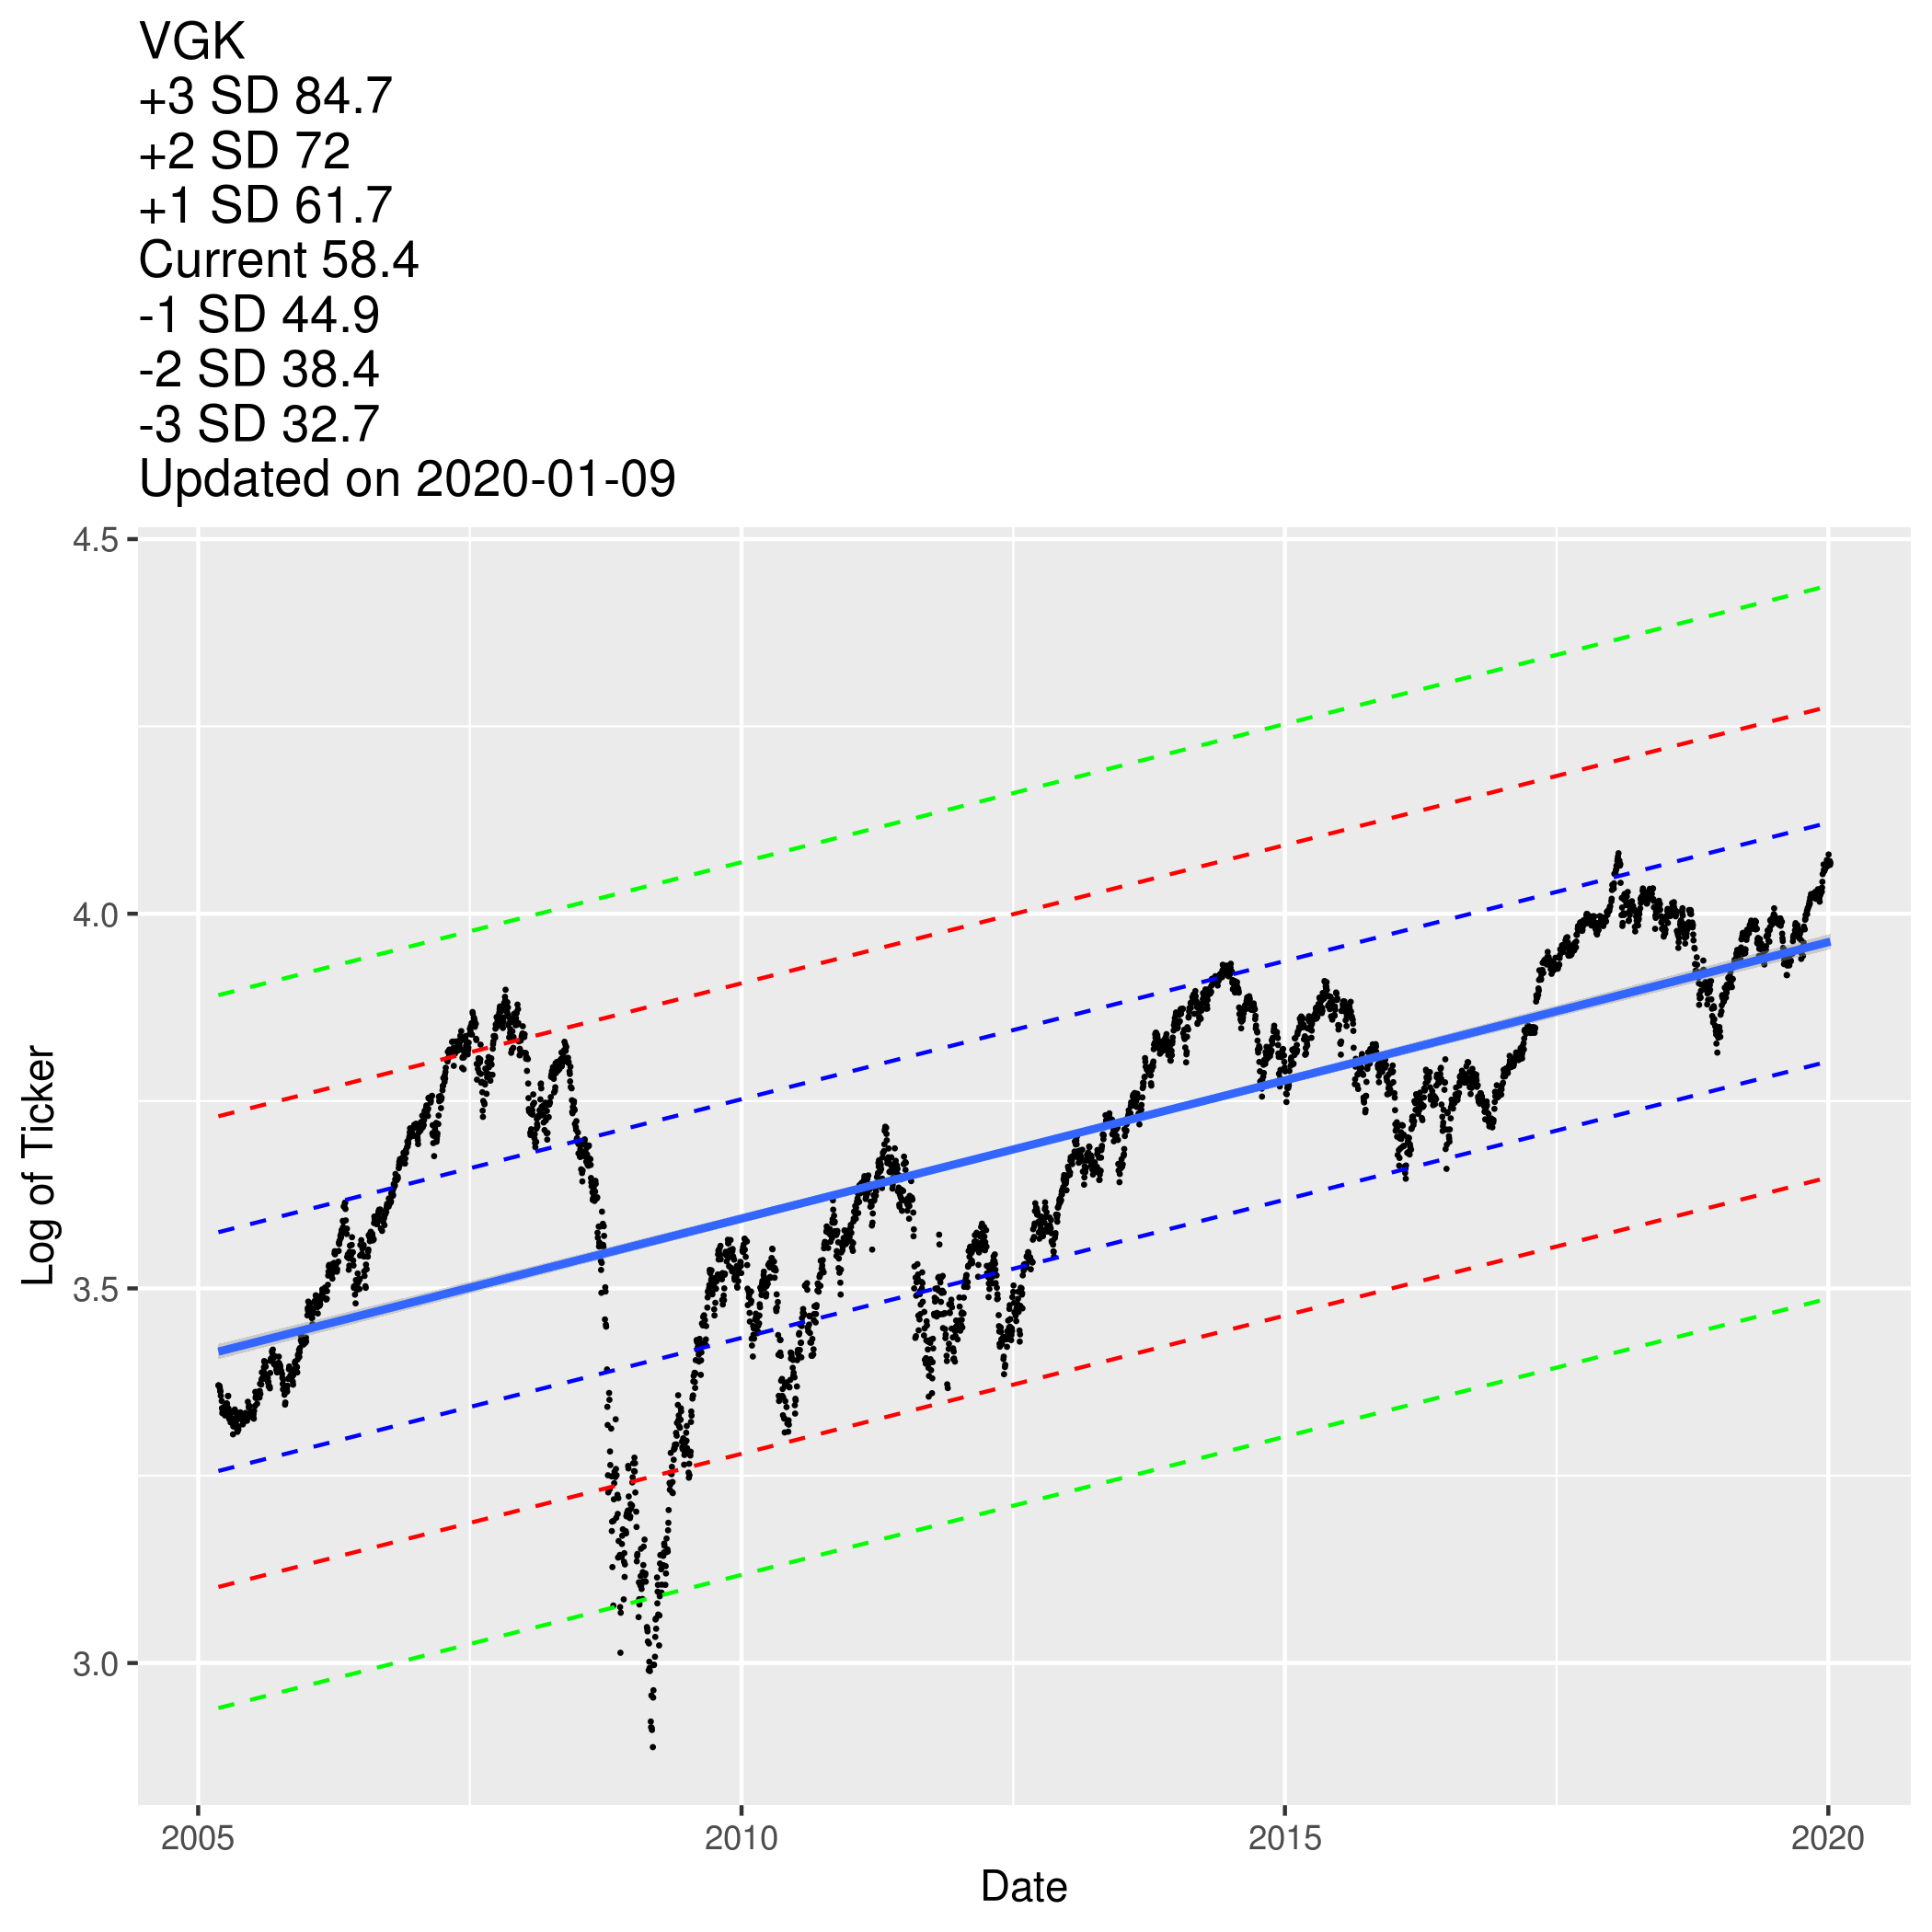 VGK
+3 SD 84.7
+2 SD 72
+1 SD 61.7
Current 58.4
-1 SD 44.9
-2 SD 38.4
-3 SD 32.7
Updated on 2020-01-09
4.5
4.0
3.5
3.0
Log of Ticker
2005 2010 2015 2020
Date